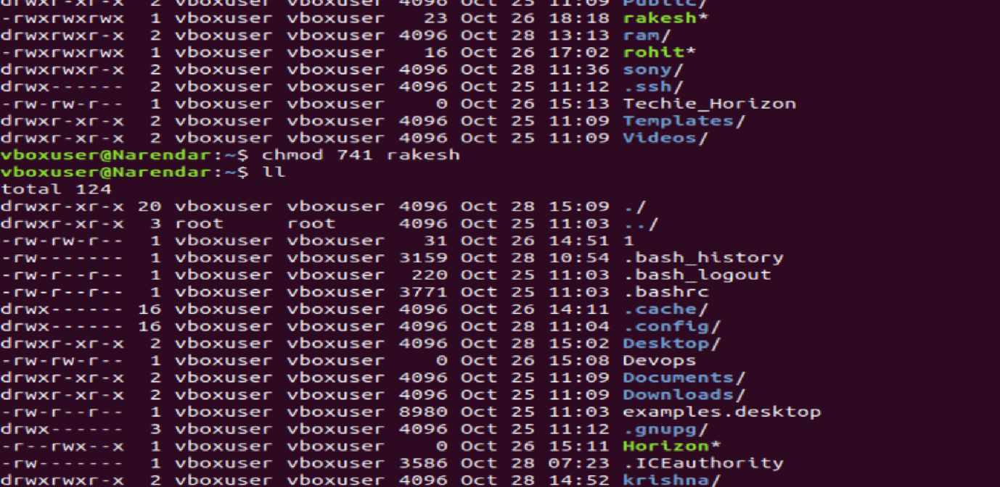 drwxr-xr-x  2 vboxuser vboxuser 4096 Oct 25 11:09 Public/
-rwxrwxrwx  1 vboxuser vboxuser   23 Oct 26 18:18 rakesh*
drwxrwxr-x  2 vboxuser vboxuser 4096 Oct 28 13:13 ram/
-rwxrwxrwx  1 vboxuser vboxuser   16 Oct 26 17:02 rohit*
drwxrwxr-x  2 vboxuser vboxuser 4096 Oct 28 11:36 sony/
drwx------  2 vboxuser vboxuser 4096 Oct 25 11:12 .ssh/
-rw-rw-r--  1 vboxuser vboxuser    0 Oct 26 15:13 Techie_Horizon
drwxr-xr-x  2 vboxuser vboxuser 4096 Oct 25 11:09 Templates/
drwxr-xr-x  2 vboxuser vboxuser 4096 Oct 25 11:09 Videos/
vboxuser@Narendar:~$ chmod 741 rakesh
vboxuser@Narendar:~$ ll
total 124
drwxr-xr-x 20 vboxuser vboxuser 4096 Oct 28 15:09 ./
drwxr-xr-x  3 root     root     4096 Oct 25 11:03 ../
-rw-rw-r--  1 vboxuser vboxuser   31 Oct 26 14:51 1
-rw-------  1 vboxuser vboxuser 3159 Oct 28 10:54 .bash_history
-rw-r--r--  1 vboxuser vboxuser  220 Oct 25 11:03 .bash_logout
-rw-r--r--  1 vboxuser vboxuser 3771 Oct 25 11:03 .bashrc
drwx------ 16 vboxuser vboxuser 4096 Oct 26 14:11 .cache/
drwx------ 16 vboxuser vboxuser 4096 Oct 28 11:04 .config/
drwxr-xr-x  2 vboxuser vboxuser 4096 Oct 28 15:02 Desktop/
-rw-rw-r--  1 vboxuser vboxuser    0 Oct 26 15:08 Devops
drwxr-xr-x  2 vboxuser vboxuser 4096 Oct 25 11:09 Documents/
drwxr-xr-x  2 vboxuser vboxuser 4096 Oct 25 11:09 Downloads/
-rw-r--r--  1 vboxuser vboxuser 8980 Oct 25 11:03 examples.desktop
drwx------  3 vboxuser vboxuser 4096 Oct 25 11:12 .gnupg/
-r--rwx--x  1 vboxuser vboxuser    0 Oct 26 15:11 Horizon*
-rw-------  1 vboxuser vboxuser 3586 Oct 28 07:23 .ICEauthority
drwxrwxr-x  2 vboxuser vboxuser 4096 Oct 28 14:52 krishna/